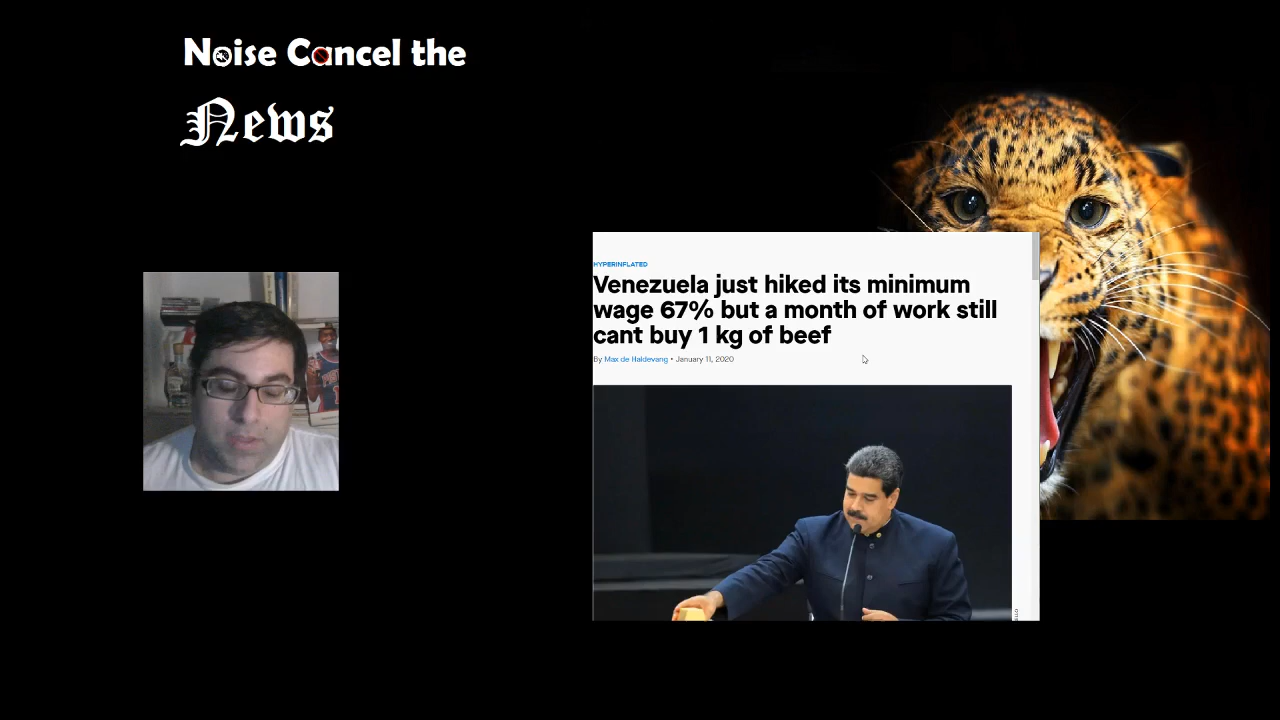 Noise Cancel the
News
HYPERINFLATED
Venezuela just hiked its minimum
wage 67% but a month of work still
cant buy 1 kg of beef
By Max de Haldevang • January 11, 2020